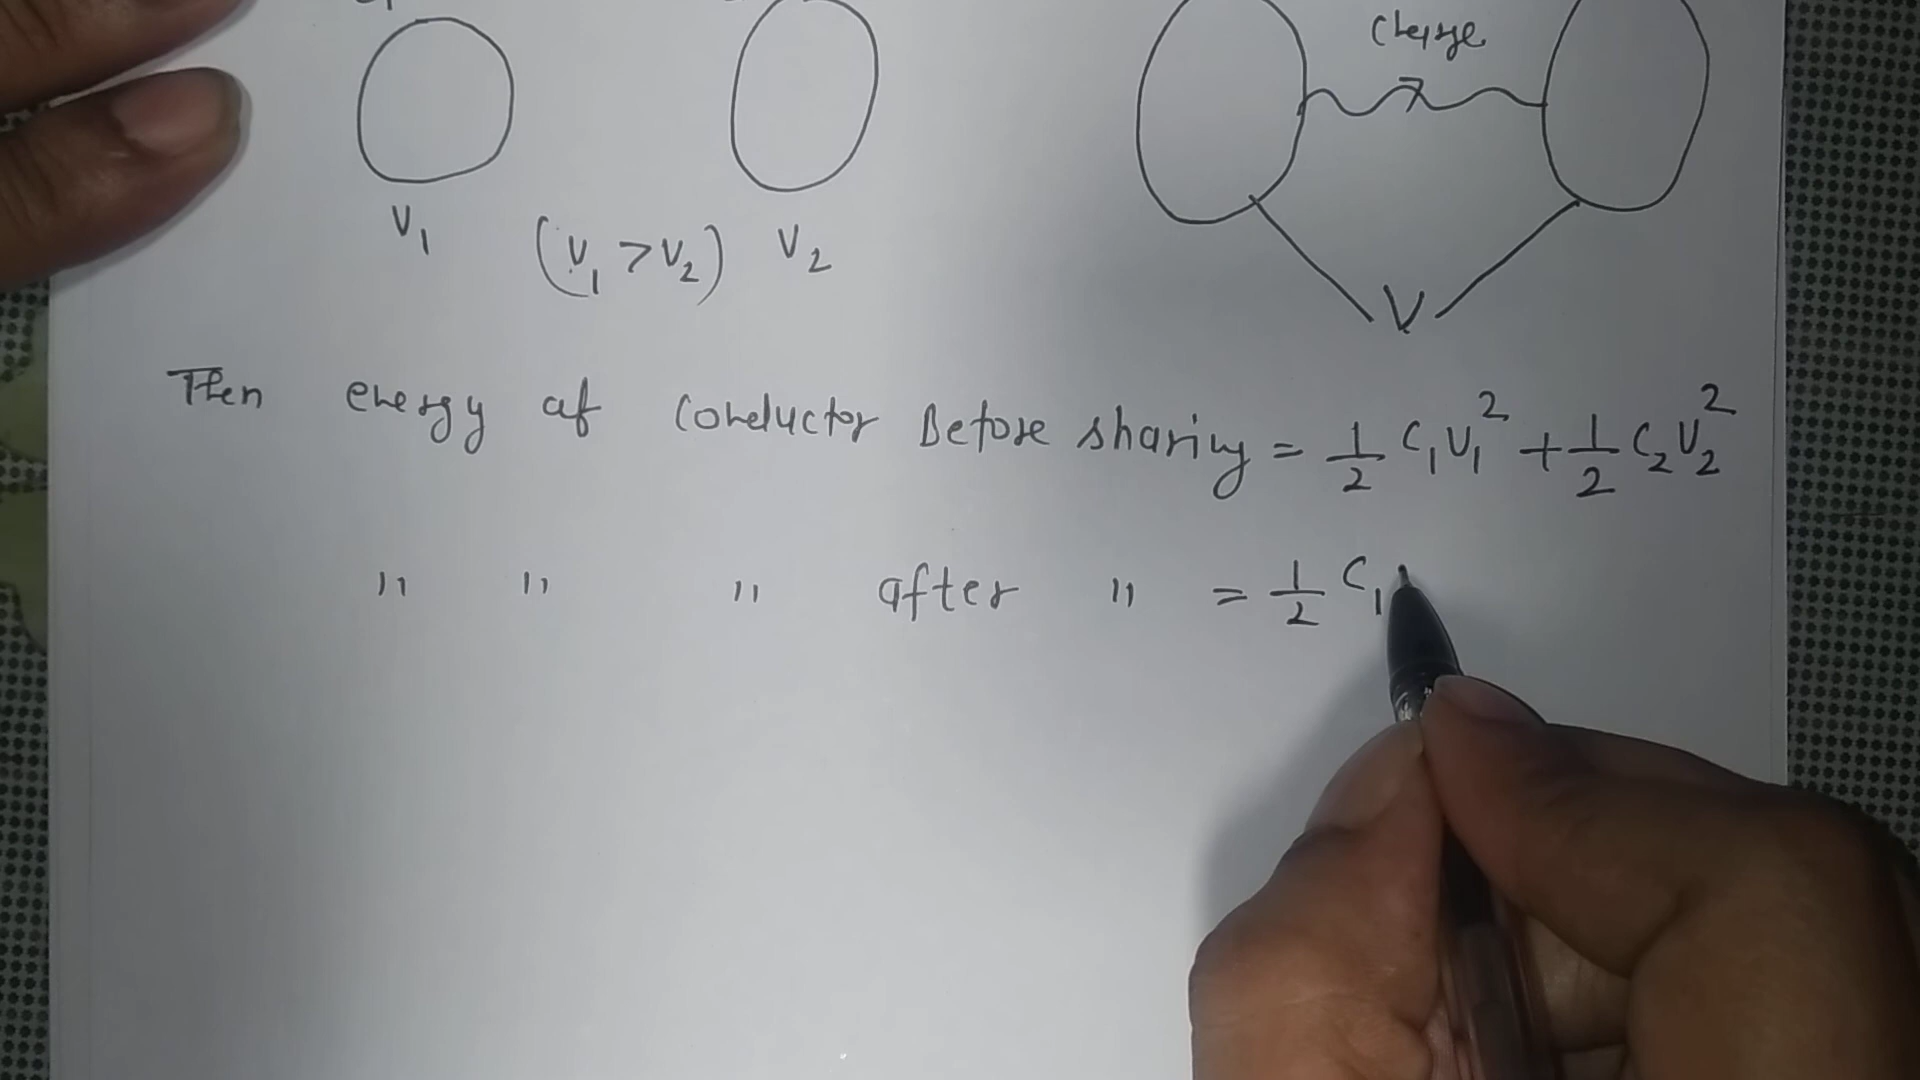 charge
V₁ (V₁ > V₂) V₂
V
Then energy of conductor Before sharing = 1/2 C₁V₁² + 1/2 C₂V₂²
" " " after " = 1/2 C₁